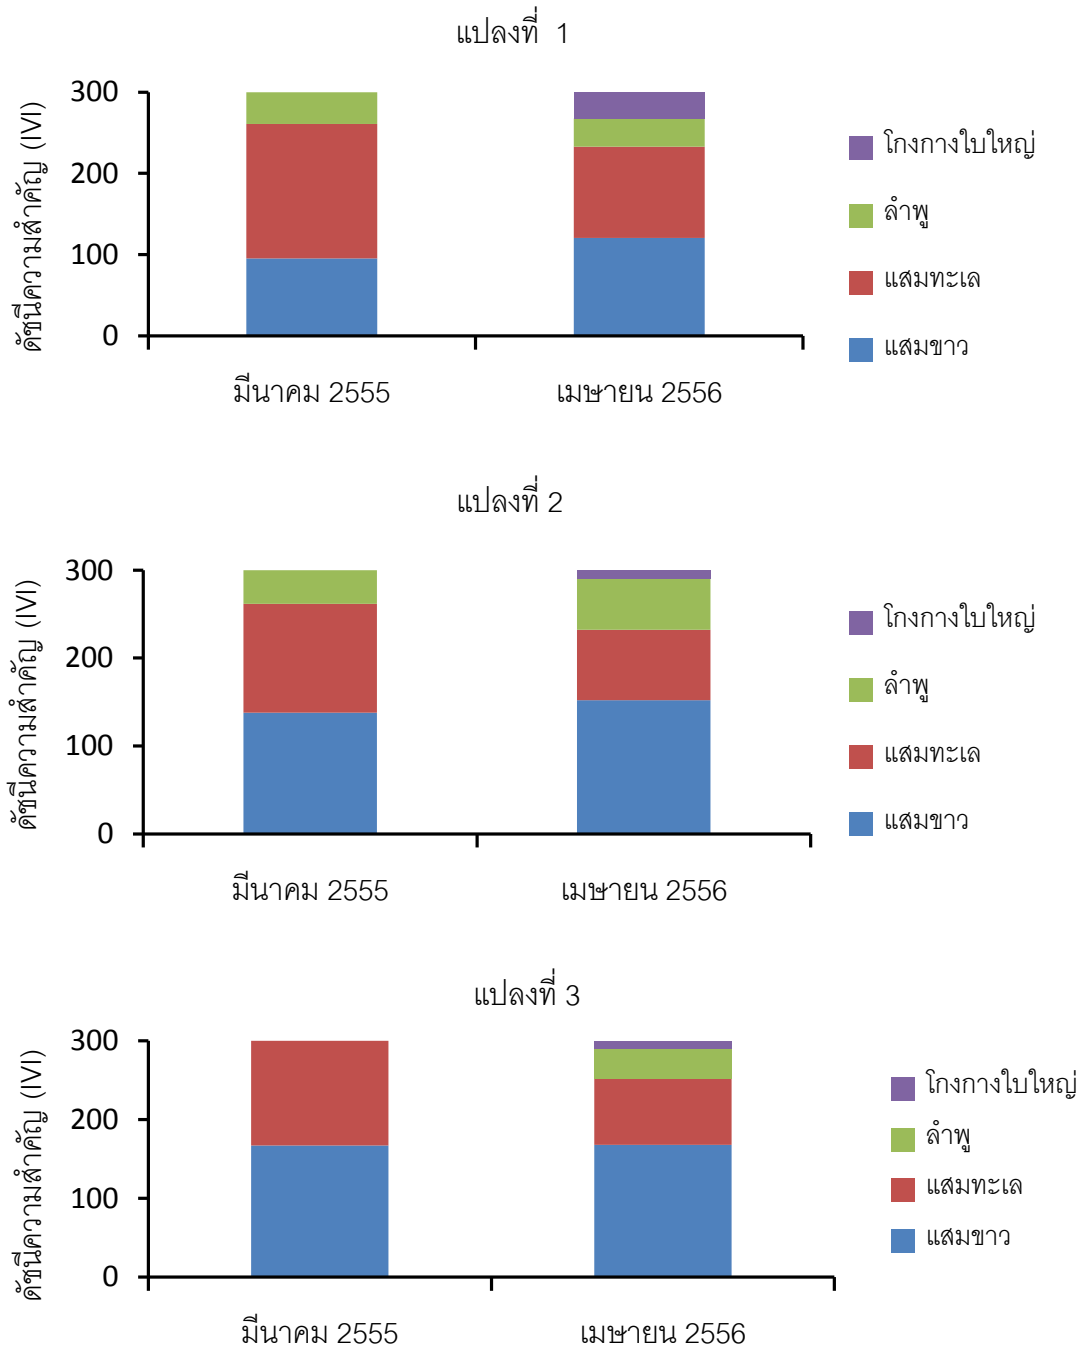 แปลงที่ 1
ดัชนีความสำคัญ (IVI)
300
200
100
0
มีนาคม 2555
เมษายน 2556
โกงกางใบใหญ่
ลำพู
แสมทะเล
แสมขาว
แปลงที่ 2
ดัชนีความสำคัญ (IVI)
300
200
100
0
มีนาคม 2555
เมษายน 2556
โกงกางใบใหญ่
ลำพู
แสมทะเล
แสมขาว
แปลงที่ 3
ดัชนีความสำคัญ (IVI)
300
200
100
0
มีนาคม 2555
เมษายน 2556
โกงกางใบใหญ่
ลำพู
แสมทะเล
แสมขาว